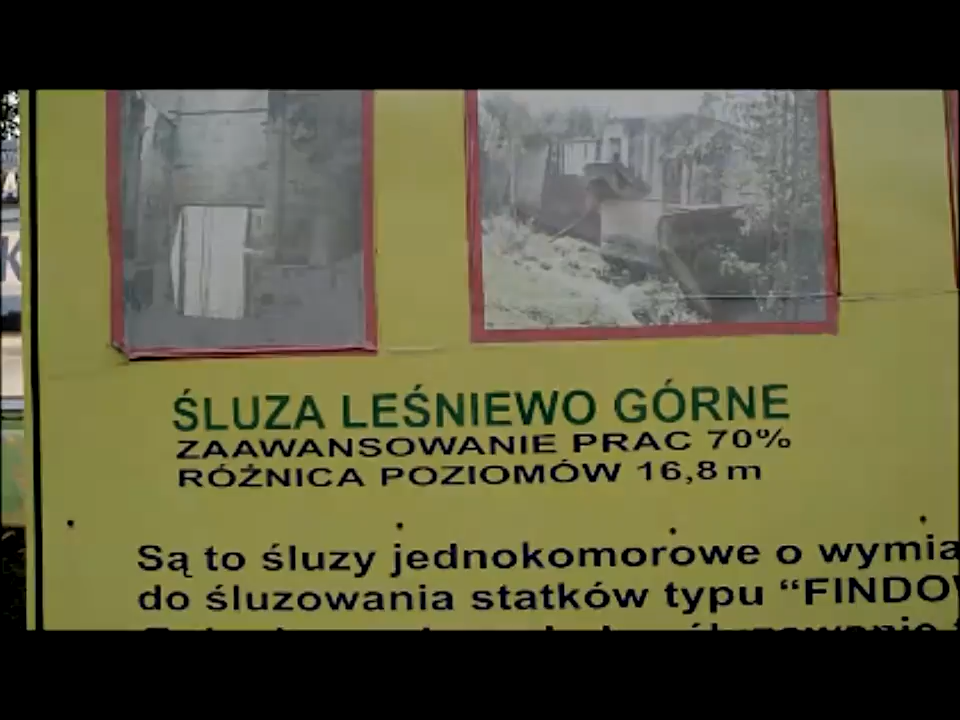 ŚLUZA LEŚNIEWO GÓRNE
ZAAWANSOWANIE PRAC 70%
RÓŻNICA POZIOMÓW 16,8 m
Są to śluzy jednokomorowe o
do śluzowania statków typu